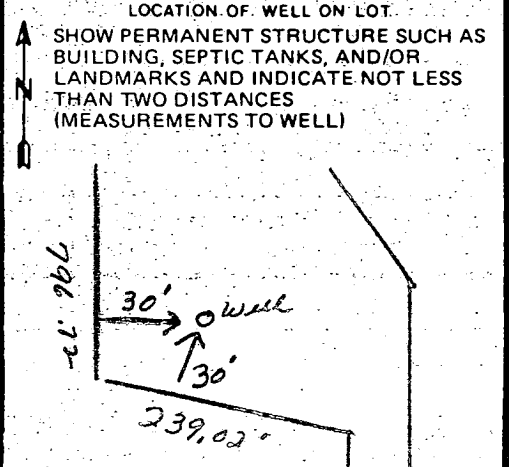 LOCATION OF WELL ON LOT
SHOW PERMANENT STRUCTURE SUCH AS
BUILDING, SEPTIC TANKS, AND/OR
LANDMARKS AND INDICATE NOT LESS
THAN TWO DISTANCES
(MEASUREMENTS TO WELL)
N
30'
Well
30'
239.02'